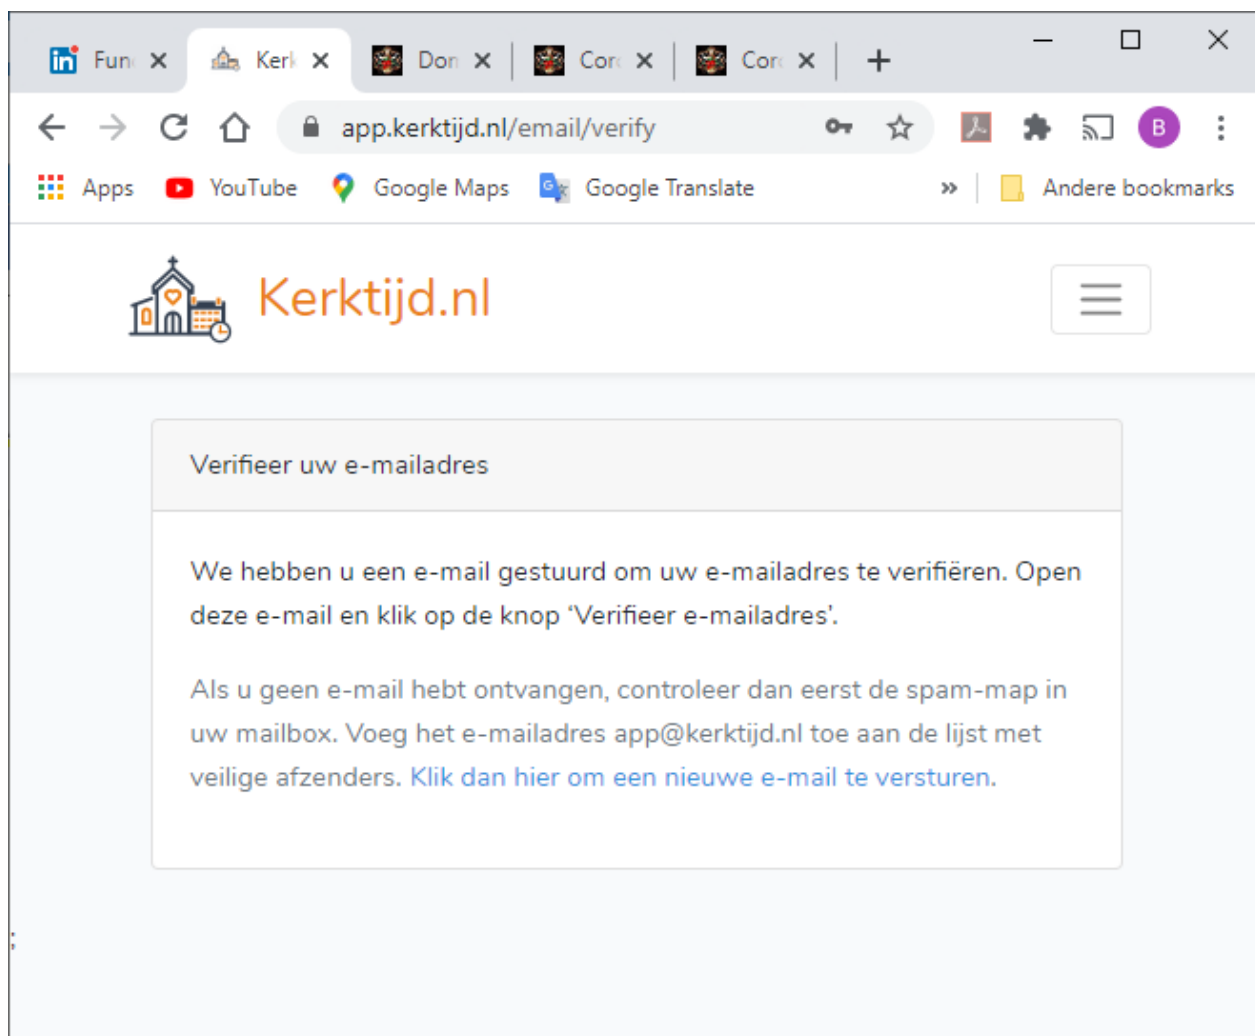 Fun Kerk Don Coro Coro
app.kerktijd.nl/email/verify B
Apps YouTube Google Maps Google Translate » Andere bookmarks
Kerktijd.nl
Verifieer uw e-mailadres
We hebben u een e-mail gestuurd om uw e-mailadres te verifiëren. Open
deze e-mail en klik op de knop ‘Verifieer e-mailadres’.
Als u geen e-mail hebt ontvangen, controleer dan eerst de spam-map in
uw mailbox. Voeg het e-mailadres app@kerktijd.nl toe aan de lijst met
veilige afzenders. Klik dan hier om een nieuwe e-mail te versturen.
;